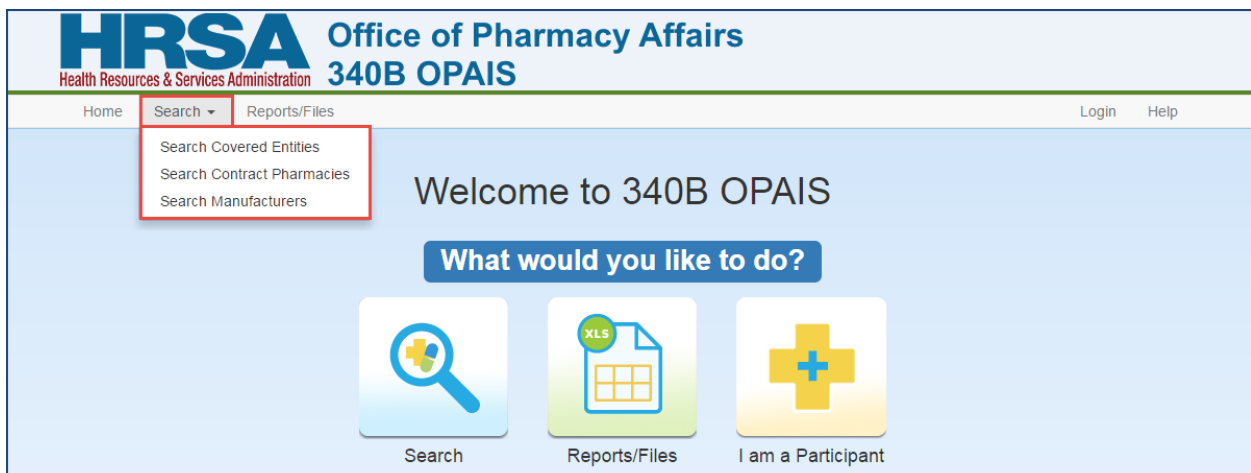 HRSA
Health Resources & Services Administration
Office of Pharmacy Affairs
340B OPAIS
Home Search Reports/Files Login Help
Search Covered Entities
Search Contract Pharmacies
Search Manufacturers
Welcome to 340B OPAIS
What would you like to do?
XLS
Search Reports/Files I am a Participant